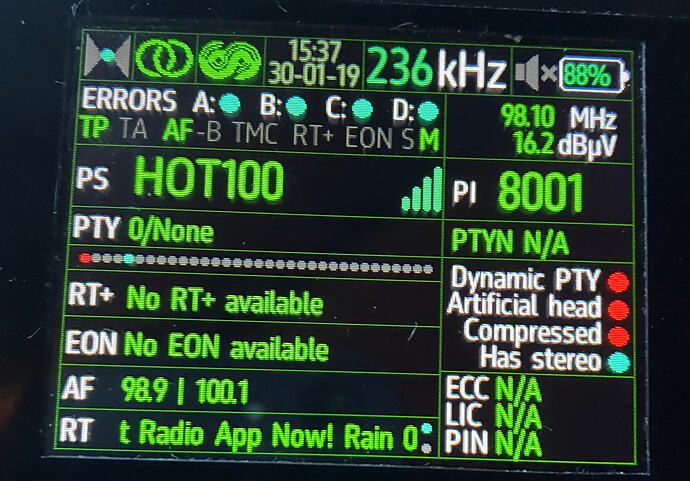 15:37
30-01-19
236 kHz
88%
ERRORS A: B: C: D:
TP TA AF-B TMC RT+ EON S M
98.10 MHz
16.2 dBµV
PS HOT100
PI 8001
PTY 0/None
PTYN N/A
RT+ No RT+ available
Dynamic PTY
Artificial head
Compressed
Has stereo
EON No EON available
AF 98.9 | 100.1
ECC N/A
LIC N/A
PIN N/A
RT t Radio App Now! Rain 0